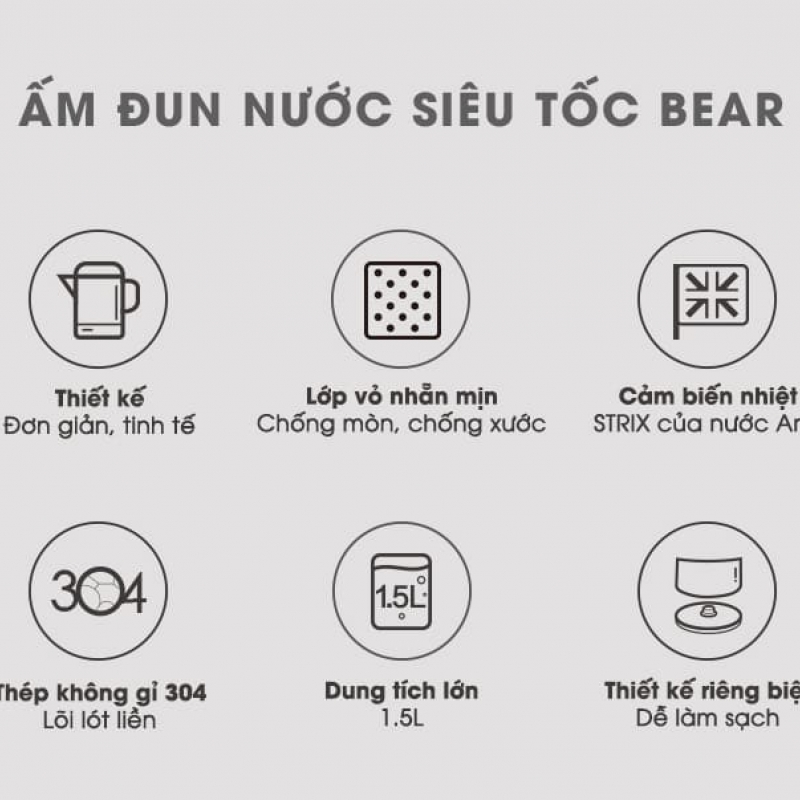 ẤM ĐUN NƯỚC SIÊU TỐC BEAR
Thiết kế
Đơn giản, tinh tế
Lớp vỏ nhẵn mịn
Chống mòn, chống xước
Cảm biến nhiệt
STRIX của nước
304
1.5L
Thép không gỉ 304
Lõi lót liền
Dung tích lớn
1.5L
Thiết kế riêng
Dễ làm sạch